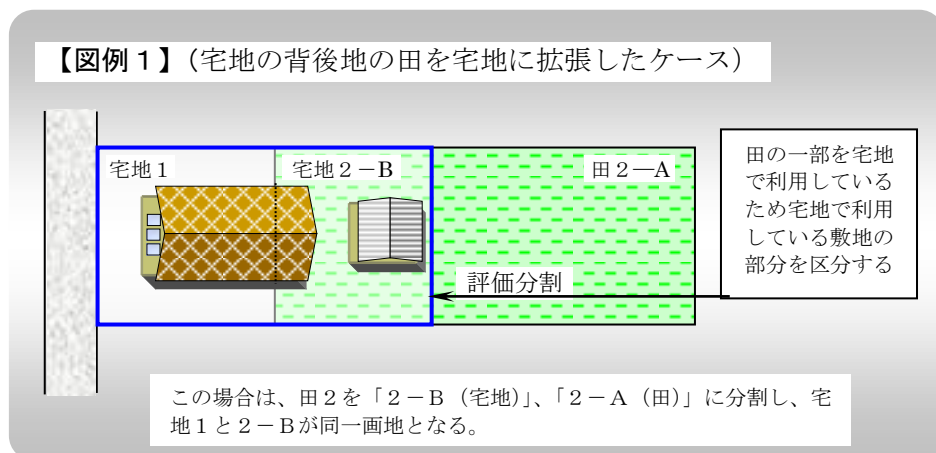 【図例１】（宅地の背後地の田を宅地に拡張したケース）
宅地１
宅地２－B
田２―A
田の一部を宅地
で利用している
ため宅地で利用
している敷地の
部分を区分する
評価分割
この場合は、田２を「２－B（宅地）」、「２－A（田）」に分割し、宅
地１と２－Bが同一画地となる。